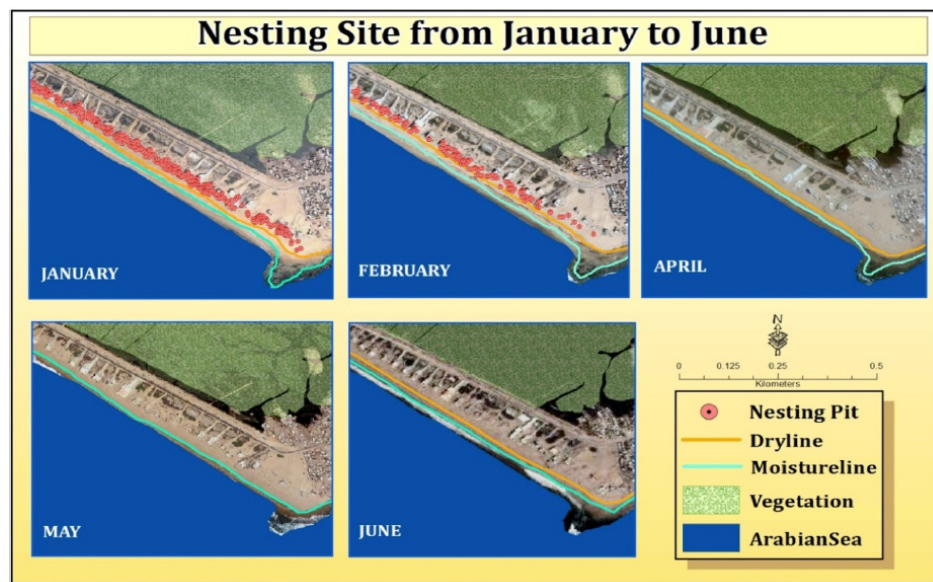 Nesting Site from January to June
JANUARY
FEBRUARY
APRIL
MAY
JUNE
N
0 0.125 0.25 0.5
Kilometers
Nesting Pit
Dryline
Moistureline
Vegetation
ArabianSea